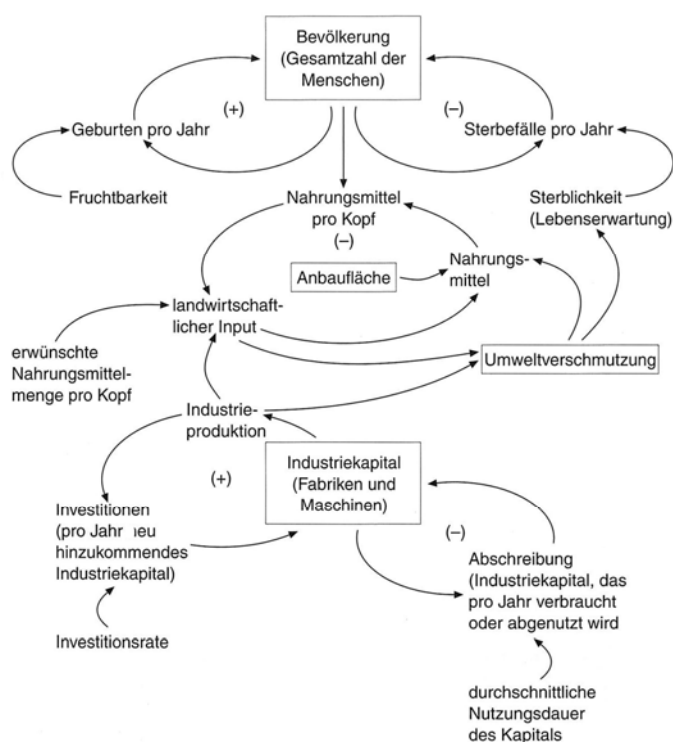 Bevölkerung
(Gesamtzahl der
Menschen)
(+)
(–)
Geburten pro Jahr
Sterbefälle pro Jahr
Fruchtbarkeit
Nahrungsmittel
pro Kopf
(–)
Sterblichkeit
(Lebenserwartung)
Anbaufläche
Nahrungs-
mittel
landwirtschaft-
licher Input
erwünschte
Nahrungsmittel-
menge pro Kopf
Umweltverschmutzung
Industrie-
produktion
(+)
Industriekapital
(Fabriken und
Maschinen)
(–)
Investitionen
(pro Jahr neu
hinzukommendes
Industriekapital)
Abschreibung
(Industriekapital, das
pro Jahr verbraucht
oder abgenutzt wird
Investitionsrate
durchschnittliche
Nutzungsdauer
des Kapitals